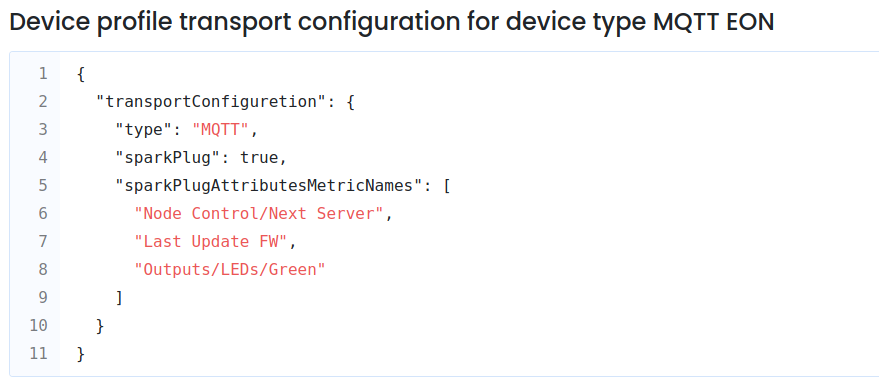 Device profile transport configuration for device type MQTT EON
1 {
2 "transportConfiguretion": {
3 "type": "MQTT",
4 "sparkPlug": true,
5 "sparkPlugAttributesMetricNames": [
6 "Node Control/Next Server",
7 "Last Update FW",
8 "Outputs/LEDs/Green"
9 ]
10 }
11 }